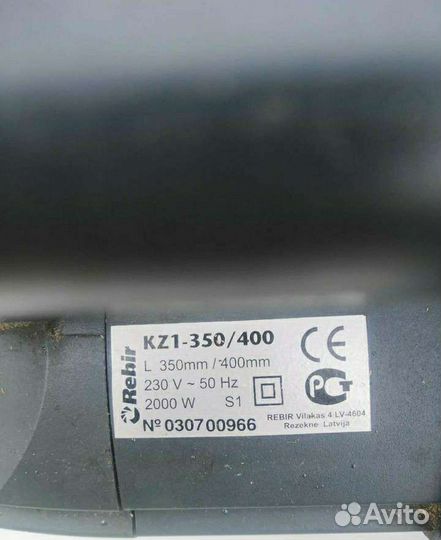 Rebir
KZ1-350/400
L 350mm / 400mm
230 V ~ 50 Hz
2000 W S1
№ 030700966
CE
РСТ
REBIR Vilakas 4 LV-4604
Rezekne Latvija
Avito